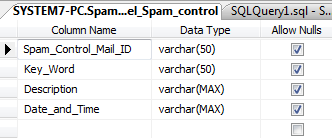 SYSTEM7-PC.Spam...el_Spam_control SQLQuery1.sql - S...
Column Name Data Type Allow Nulls
Spam_Control_Mail_ID varchar(50)
Key_Word varchar(50)
Description varchar(MAX)
Date_and_Time varchar(MAX)